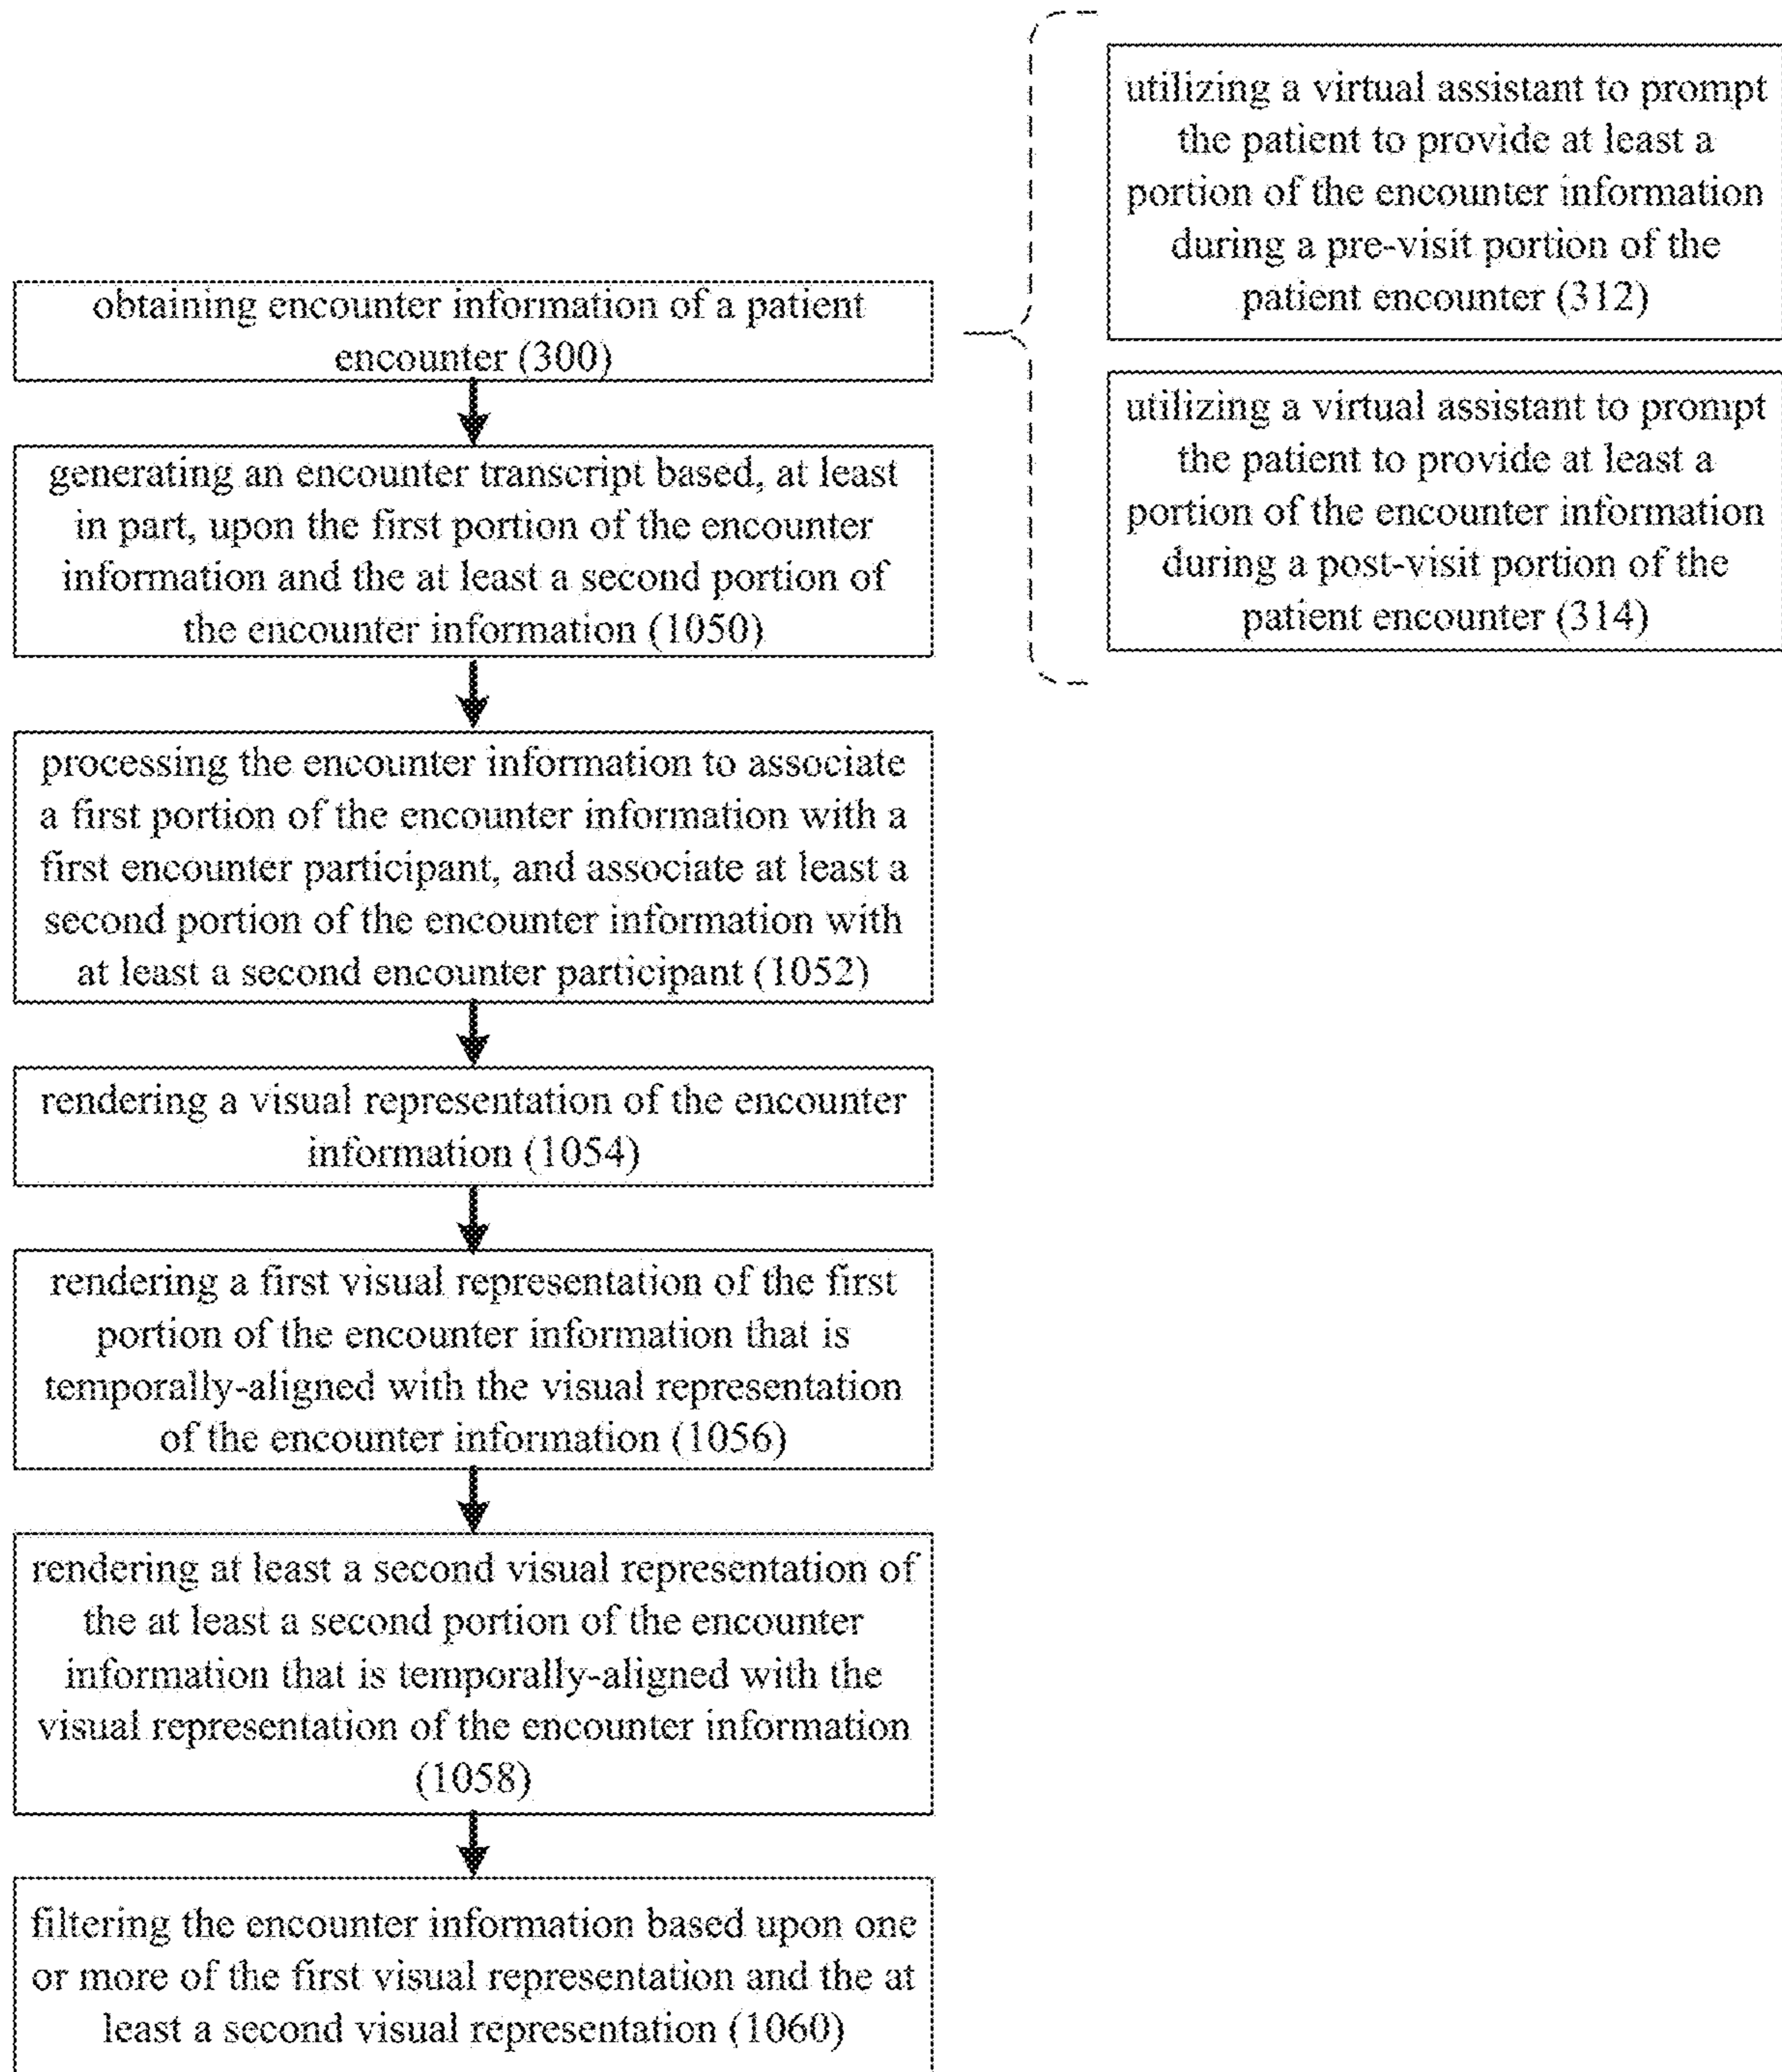 obtaining encounter information of a patient
encounter (300)
generating an encounter transcript based, at least
in part, upon the first portion of the encounter
information and the at least a second portion of
the encounter information (1050)
processing the encounter information to associate
a first portion of the encounter information with a
first encounter participant, and associate at least a
second portion of the encounter information with
at least a second encounter participant (1052)
rendering a visual representation of the encounter
information (1054)
rendering a first visual representation of the first
portion of the encounter information that is
temporally-aligned with the visual representation
of the encounter information (1056)
rendering at least a second visual representation of
the at least a second portion of the encounter
information that is temporally-aligned with the
visual representation of the encounter information
(1058)
filtering the encounter information based upon one
or more of the first visual representation and the at
least a second visual representation (1060)
utilizing a virtual assistant to prompt
the patient to provide at least a
portion of the encounter information
during a pre-visit portion of the
patient encounter (312)
utilizing a virtual assistant to prompt
the patient to provide at least a
portion of the encounter information
during a post-visit portion of the
patient encounter (314)